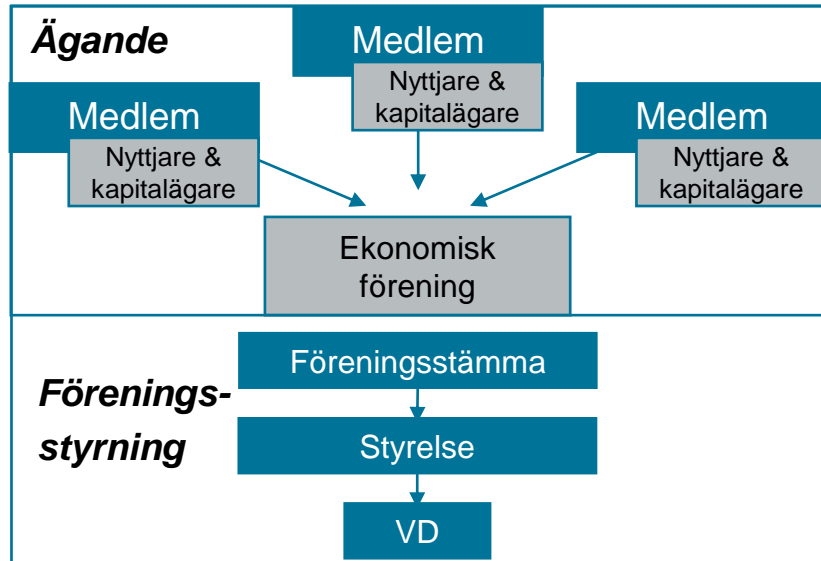 Ägande
Medlem
Nyttjare &
kapitalägare
Medlem
Nyttjare &
kapitalägare
Medlem
Nyttjare &
kapitalägare
Ekonomisk
förening
Förenings-
styrning
Föreningsstämma
Styrelse
VD